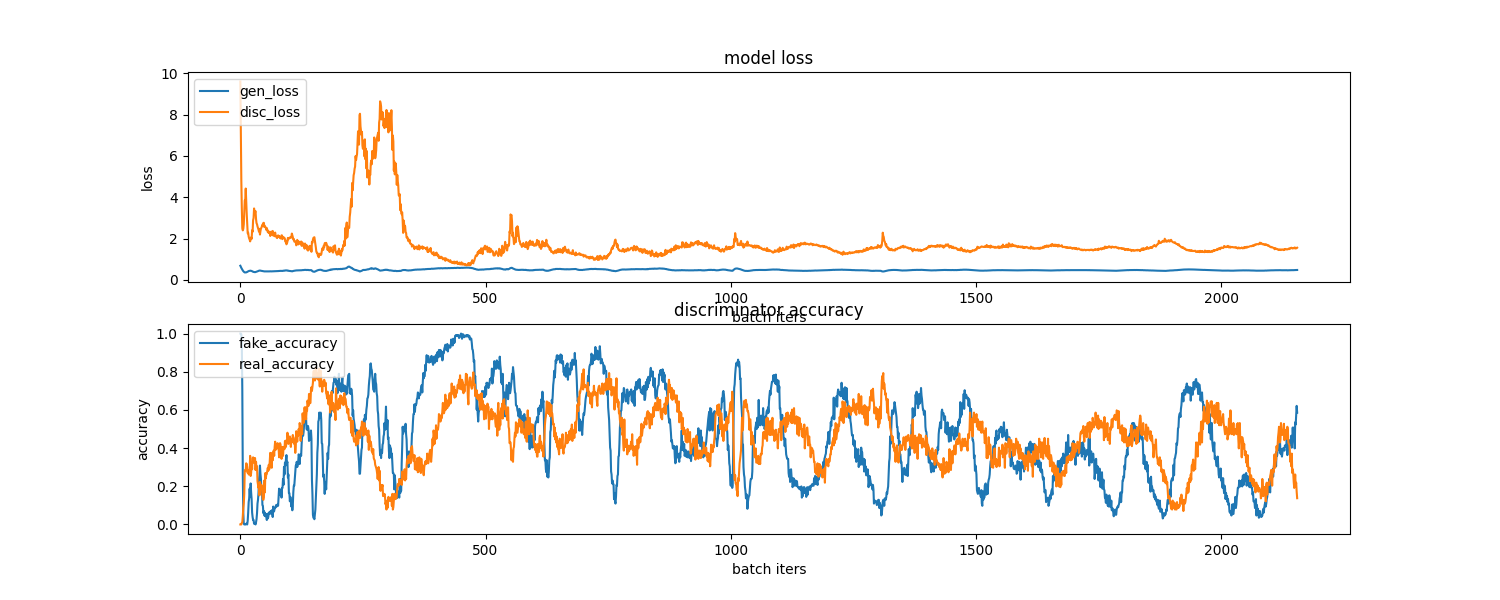 model loss
10
8
6
4
2
0
loss
gen_loss
disc_loss
0 500 1000 1500 2000
batch iters
discriminator accuracy
1.0
0.8
0.6
0.4
0.2
0.0
accuracy
fake_accuracy
real_accuracy
0 500 1000 1500 2000
batch iters